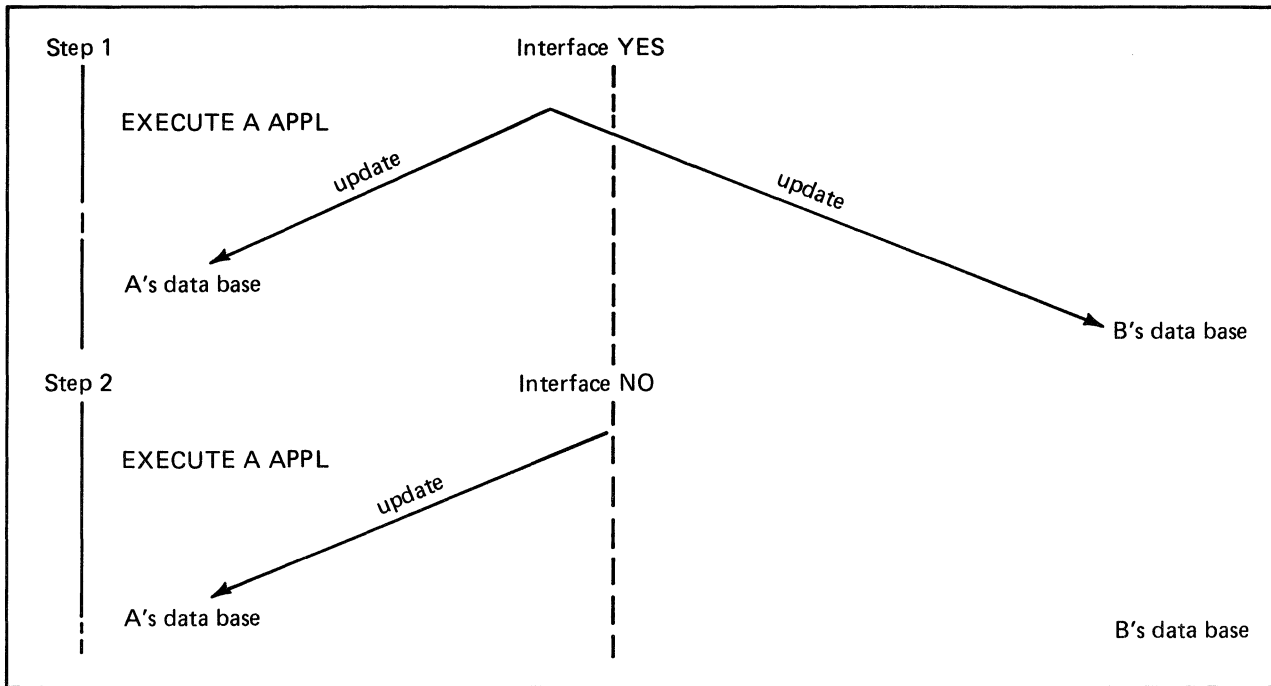 Step 1
Interface YES
EXECUTE A APPL
update
update
A's data base
B's data base
Step 2
Interface NO
EXECUTE A APPL
update
A's data base
B's data base